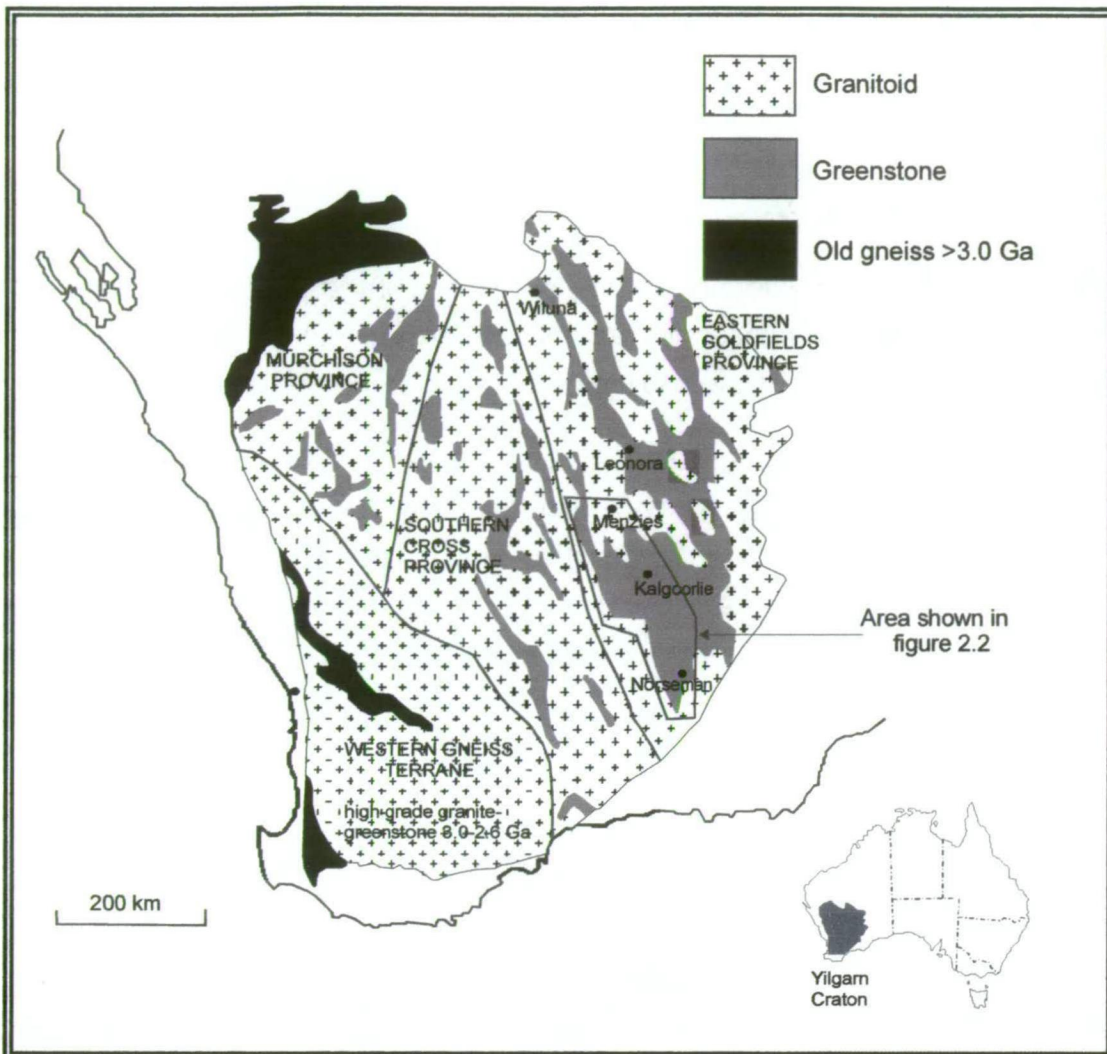 Granitoid
Greenstone
Old gneiss >3.0 Ga
Wiluna
EASTERN
GOLDFIELDS
PROVINCE
MURCHISON
PROVINCE
Leonora
Menzies
SOUTHERN
CROSS
PROVINCE
Kalgoorlie
Area shown in
figure 2.2
Norseman
WESTERN GNEISS
TERRANE
high-grade granite-
greenstone 3.0-2.6 Ga
200 km
Yilgarn
Craton